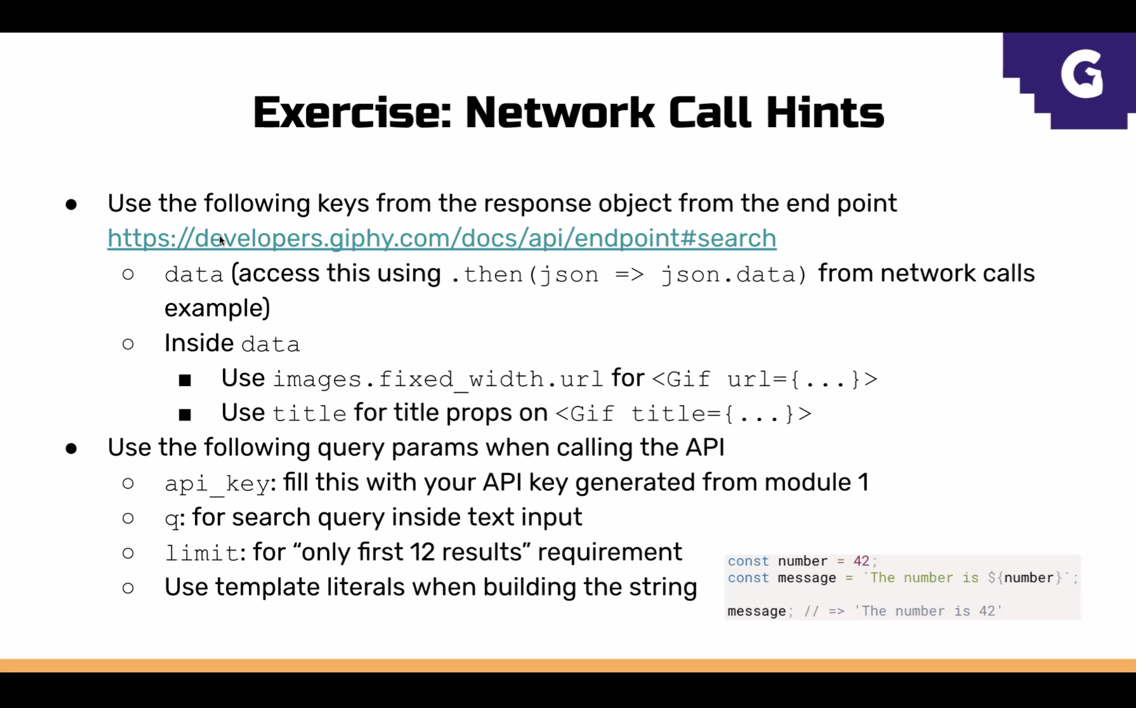 G
Exercise: Network Call Hints
● Use the following keys from the response object from the end point
https://developers.giphy.com/docs/api/endpoint#search
○ data (access this using .then(json => json.data) from network calls
example)
○ Inside data
■ Use images.fixed_width.url for <Gif url={...}>
■ Use title for title props on <Gif title={...}>
● Use the following query params when calling the API
○ api_key: fill this with your API key generated from module 1
○ q: for search query inside text input
○ limit: for “only first 12 results” requirement
○ Use template literals when building the string
const number = 42;
const message = `The number is ${number}`;
message; // => 'The number is 42'